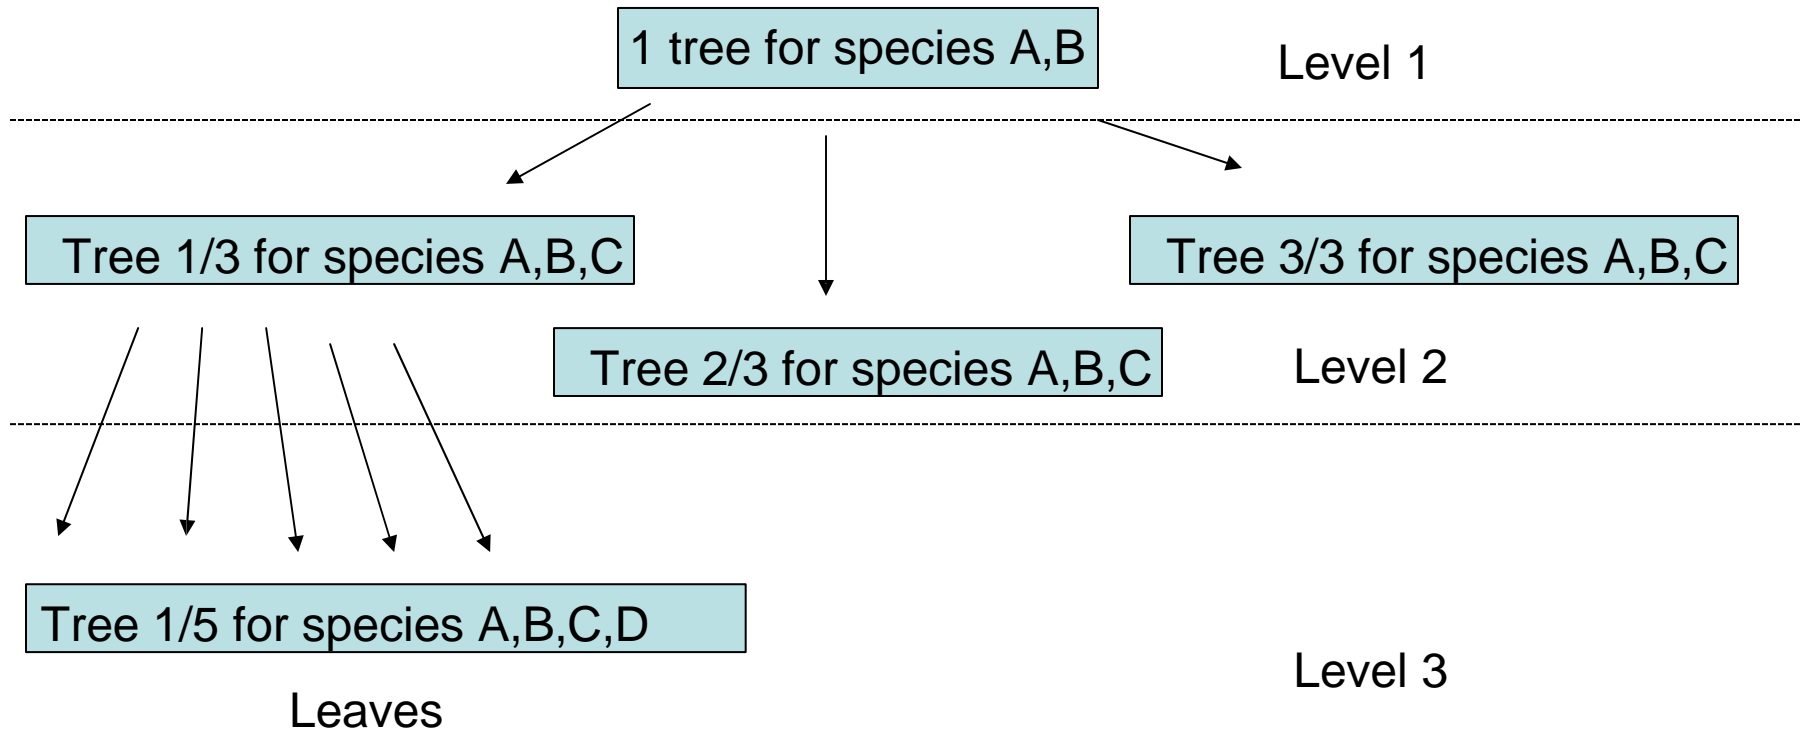 1 tree for species A,B
Level 1
Tree 1/3 for species A,B,C
Tree 3/3 for species A,B,C
Tree 2/3 for species A,B,C
Level 2
Tree 1/5 for species A,B,C,D
Level 3
Leaves